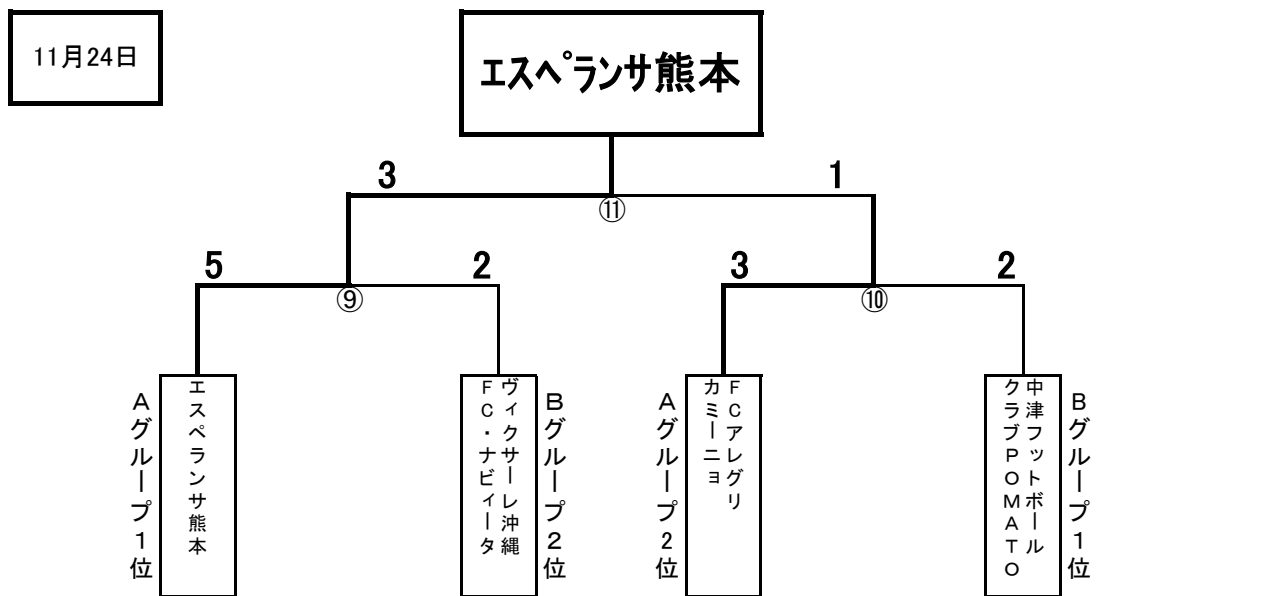 11月24日
エスペランサ熊本
3
1
⑪
5
2
3
2
⑨
⑩
Aグループ1位
エスペランサ熊本
ヴィクサーレ沖縄
FC・ナビィータ
Bグループ2位
Aグループ2位
FCアレグリ
カミーニョ
中津フットボール
クラブPOMATO
Bグループ1位